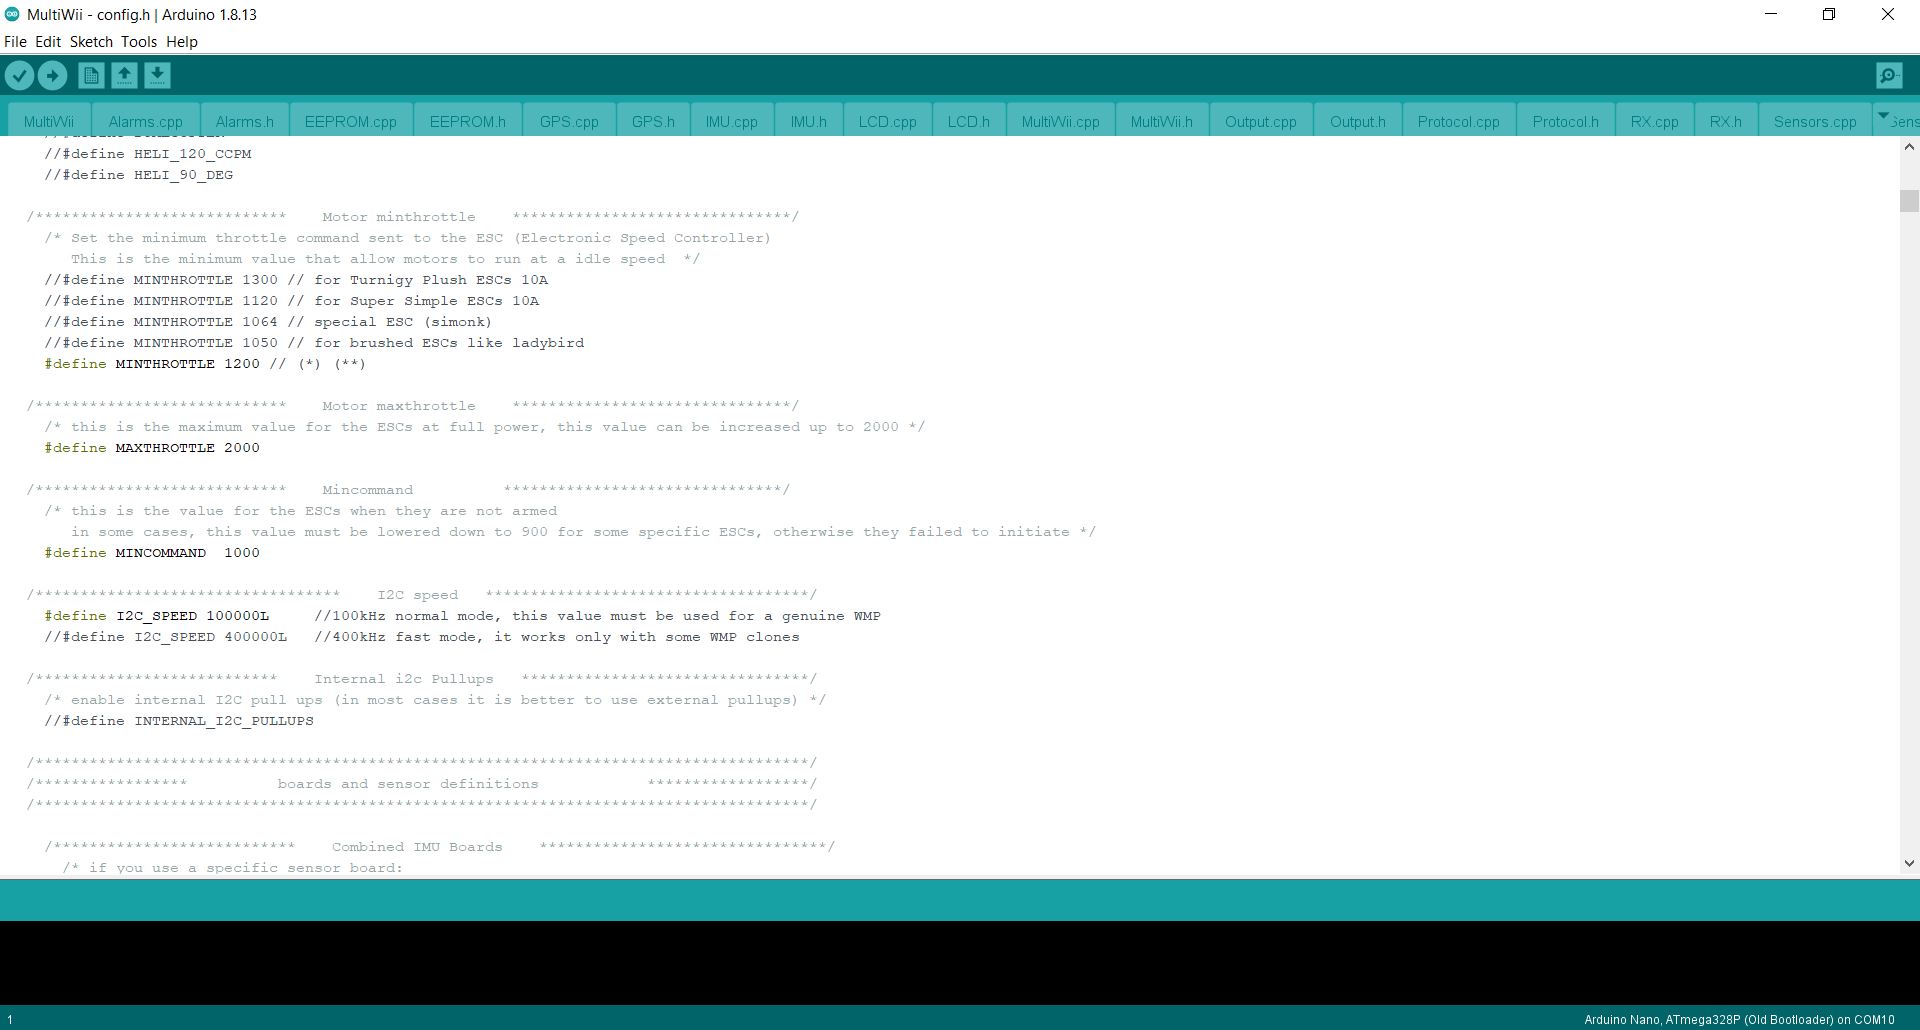 MultiWii - config.h | Arduino 1.8.13
File Edit Sketch Tools Help
MultiWii Alarms.cpp Alarms.h EEPROM.cpp EEPROM.h GPS.cpp GPS.h IMU.cpp IMU.h LCD.cpp LCD.h MultiWii.cpp MultiWii.h Output.cpp Output.h Protocol.cpp Protocol.h RX.cpp RX.h Sensors.cpp
//#define HELI_120_CCPM
//#define HELI_90_DEG
/**************************** Motor minthrottle *******************************/
/* Set the minimum throttle command sent to the ESC (Electronic Speed Controller)
This is the minimum value that allow motors to run at a idle speed */
//#define MINTHROTTLE 1300 // for Turnigy Plush ESCs 10A
//#define MINTHROTTLE 1120 // for Super Simple ESCs 10A
//#define MINTHROTTLE 1064 // special ESC (simonk)
//#define MINTHROTTLE 1050 // for brushed ESCs like ladybird
#define MINTHROTTLE 1200 // (*) (**)
/**************************** Motor maxthrottle *******************************/
/* this is the maximum value for the ESCs at full power, this value can be increased up to 2000 */
#define MAXTHROTTLE 2000
/**************************** Mincommand *******************************/
/* this is the value for the ESCs when they are not armed
in some cases, this value must be lowered down to 900 for some specific ESCs, otherwise they failed to initiate */
#define MINCOMMAND 1000
/********************************** I2C speed ************************************/
#define I2C_SPEED 100000L //100kHz normal mode, this value must be used for a genuine WMP
//#define I2C_SPEED 400000L //400kHz fast mode, it works only with some WMP clones
/*************************** Internal i2c Pullups ********************************/
/* enable internal I2C pull ups (in most cases it is better to use external pullups) */
//#define INTERNAL_I2C_PULLUPS
/**************************************************************************************/
/***************** boards and sensor definitions ******************/
/**************************************************************************************/
/*************************** Combined IMU Boards ********************************/
/* if you use a specific sensor board:
1
Arduino Nano, ATmega328P (Old Bootloader) on COM10